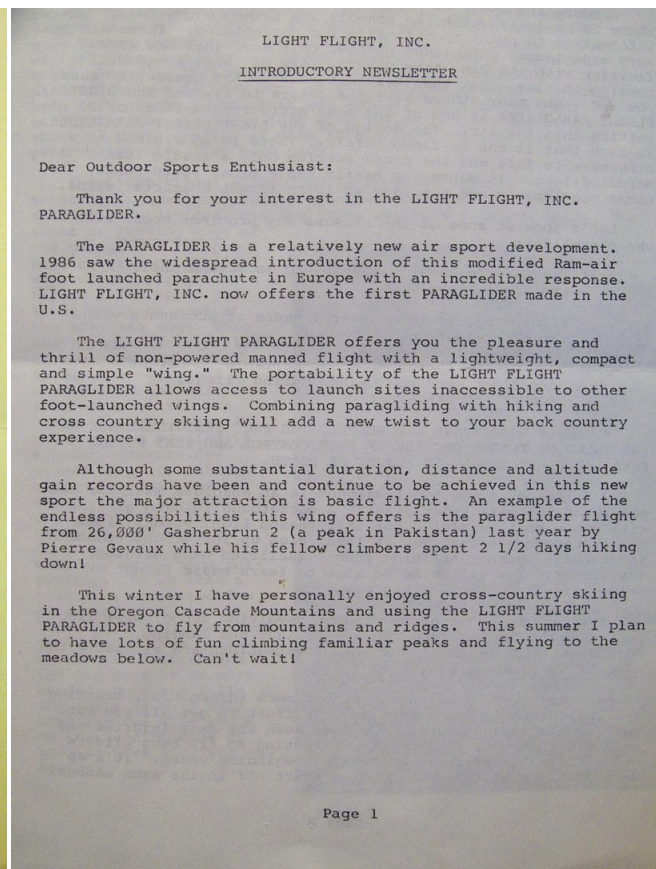 LIGHT FLIGHT, INC.
INTRODUCTORY NEWSLETTER
Dear Outdoor Sports Enthusiast:
Thank you for your interest in the LIGHT FLIGHT, INC.
PARAGLIDER.
The PARAGLIDER is a relatively new air sport development.
1986 saw the widespread introduction of this modified Ram-air
foot launched parachute in Europe with an incredible response.
LIGHT FLIGHT, INC. now offers the first PARAGLIDER made in the
U.S.
The LIGHT FLIGHT PARAGLIDER offers you the pleasure and
thrill of non-powered manned flight with a lightweight, compact
and simple "wing." The portability of the LIGHT FLIGHT
PARAGLIDER allows access to launch sites inaccessible to other
foot-launched wings. Combining paragliding with hiking and
cross country skiing will add a new twist to your back country
experience.
Although some substantial duration, distance and altitude
gain records have been and continue to be achieved in this new
sport the major attraction is basic flight. An example of the
endless possibilities this wing offers is the paraglider flight
from 26,000' Gasherbrun 2 (a peak in Pakistan) last year by
Pierre Gevaux while his fellow climbers spent 2 1/2 days hiking
down!
This winter I have personally enjoyed cross-country skiing
in the Oregon Cascade Mountains and using the LIGHT FLIGHT
PARAGLIDER to fly from mountains and ridges. This summer I plan
to have lots of fun climbing familiar peaks and flying to the
meadows below. Can't wait!
Page 1